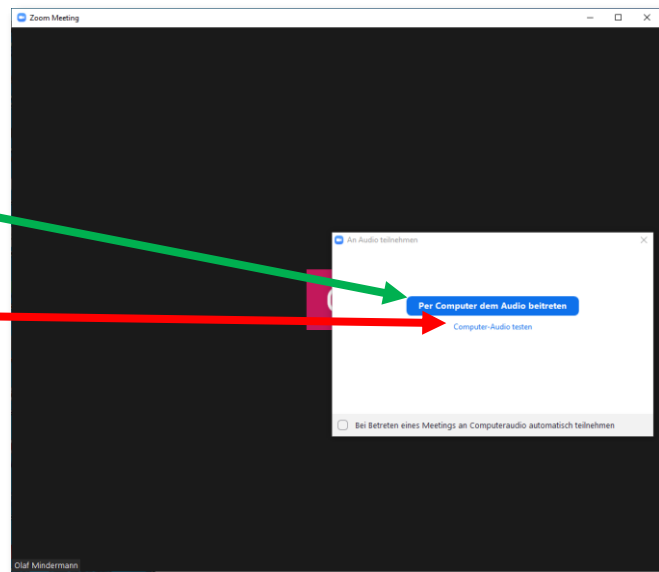 Zoom Meeting
An Audio teilnehmen
Per Computer dem Audio beitreten
Computer-Audio testen
Bei Betreten eines Meetings an Computeraudio automatisch teilnehmen
Olaf Mindermann